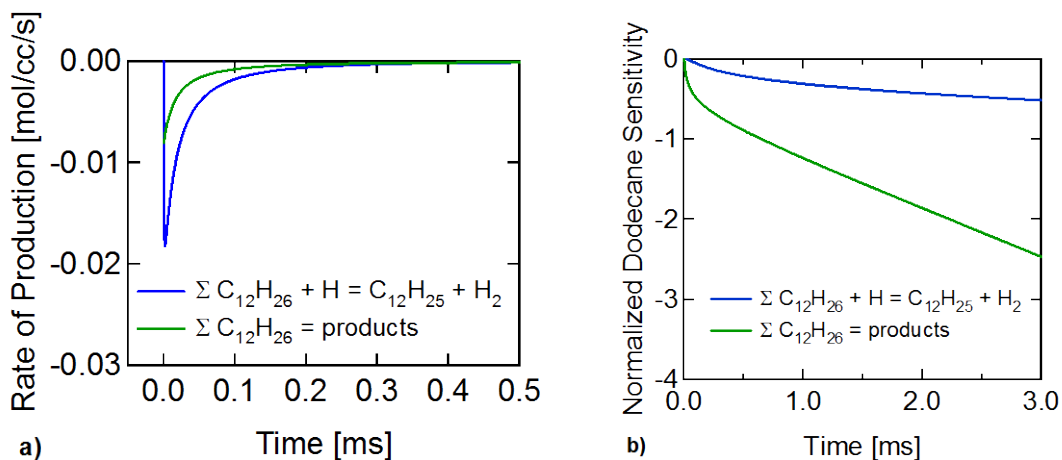 Rate of Production [mol/cc/s]
0.00
-0.01
-0.02
-0.03
Σ C₁₂H₂₆ + H = C₁₂H₂₅ + H₂
Σ C₁₂H₂₆ = products
0.0 0.1 0.2 0.3 0.4 0.5
Time [ms]
a)
Normalized Dodecane Sensitivity
0
-1
-2
-3
-4
Σ C₁₂H₂₆ + H = C₁₂H₂₅ + H₂
Σ C₁₂H₂₆ = products
0.0 1.0 2.0 3.0
Time [ms]
b)